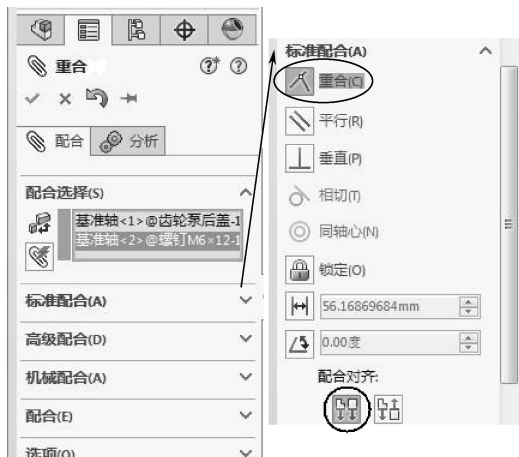 重合
配合
分析
配合选择(S)
基准轴<1>@齿轮泵后盖-1
基准轴<2>@螺钉M6×12-1
标准配合(A)
高级配合(D)
机械配合(A)
配合(E)
选项(O)
标准配合(A)
重合(C)
平行(R)
垂直(P)
相切(T)
同轴心(N)
锁定(O)
56.16869684mm
0.00度
配合对齐: